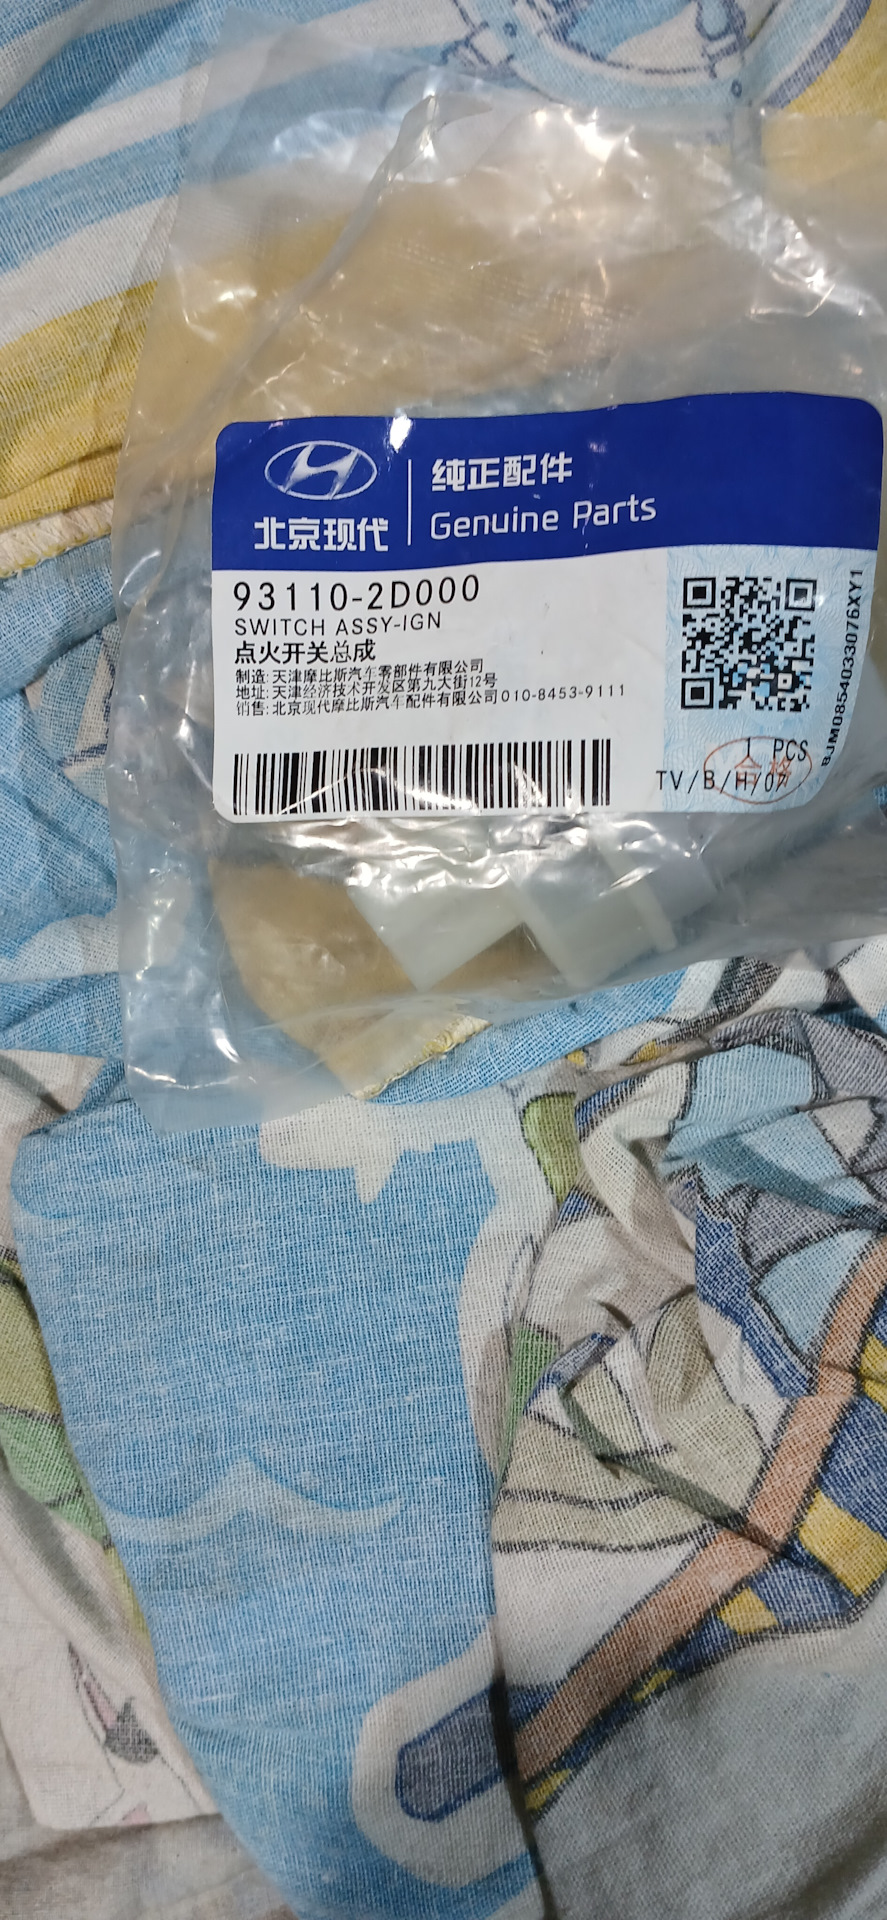 北京现代
纯正配件
Genuine Parts
93110-2D000
SWITCH ASSY-IGN
点火开关总成
制造: 天津摩比斯汽车零部件有限公司
地址: 天津经济技术开发区第九大街12号
销售: 北京现代摩比斯汽车配件有限公司010-8453-9111
BJM0854033076XY1
1 PCS
合格
TV/B/H/07